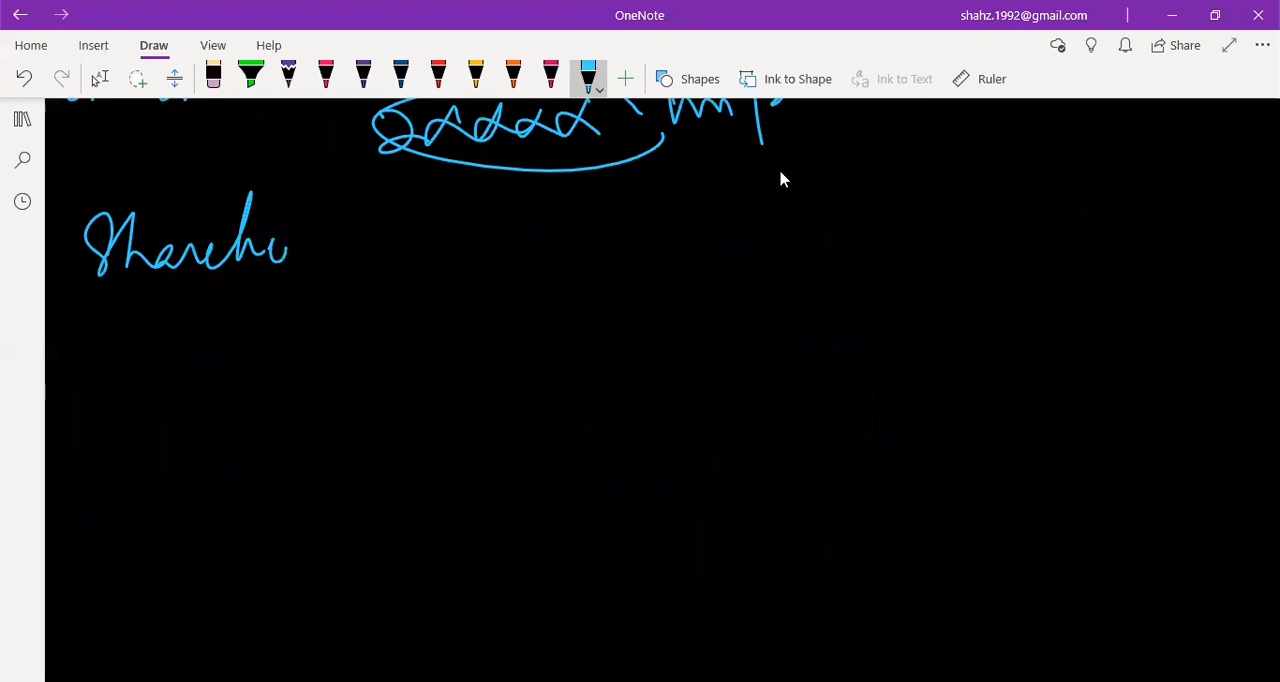 OneNote
shahz.1992@gmail.com
Home Insert Draw View Help
Share
Shapes Ink to Shape Ink to Text Ruler